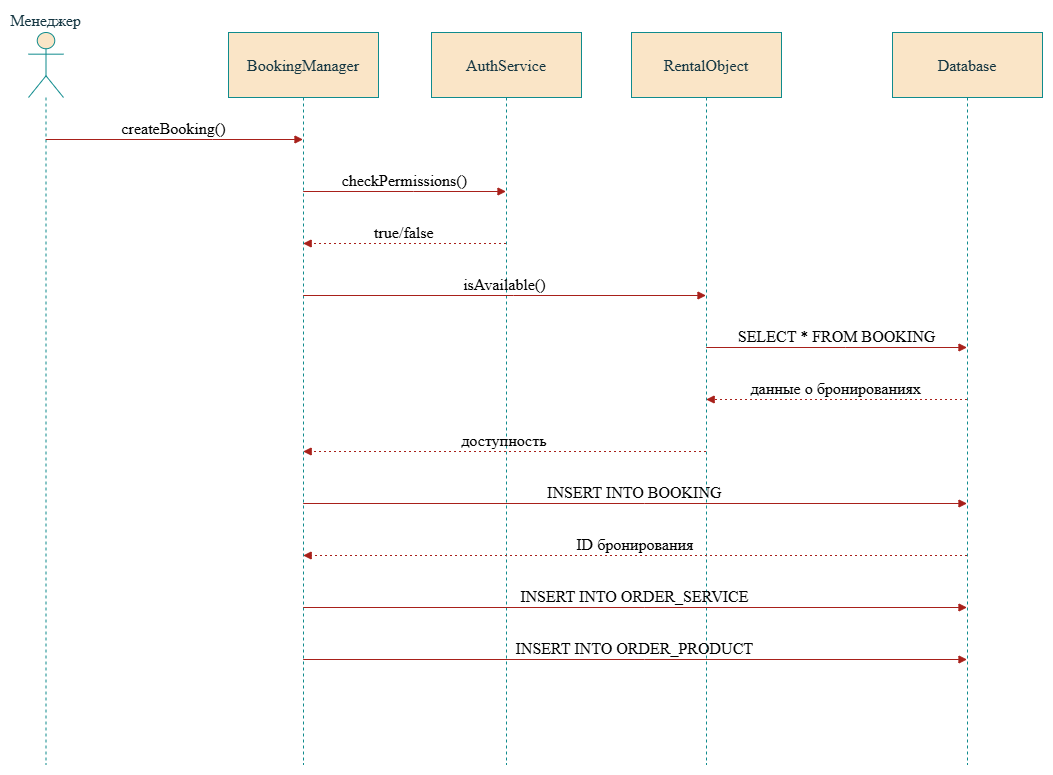 Менеджер
BookingManager
AuthService
RentalObject
Database
createBooking()
checkPermissions()
true/false
isAvailable()
SELECT * FROM BOOKING
данные о бронированиях
доступность
INSERT INTO BOOKING
ID бронирования
INSERT INTO ORDER_SERVICE
INSERT INTO ORDER_PRODUCT